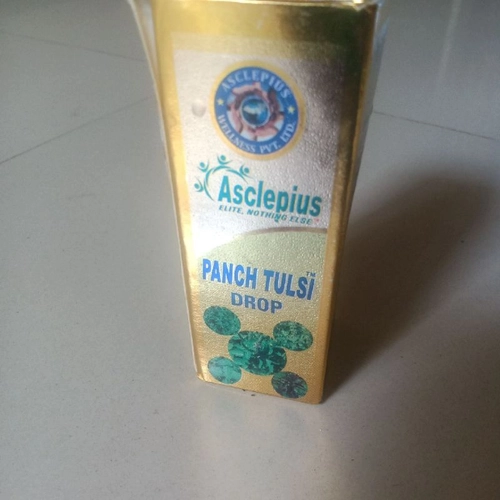 ASCLEPIUS
WELLNESS PVT. LTD.
Asclepius
ELITE, NOTHING ELSE
PANCH TULSI™
DROP